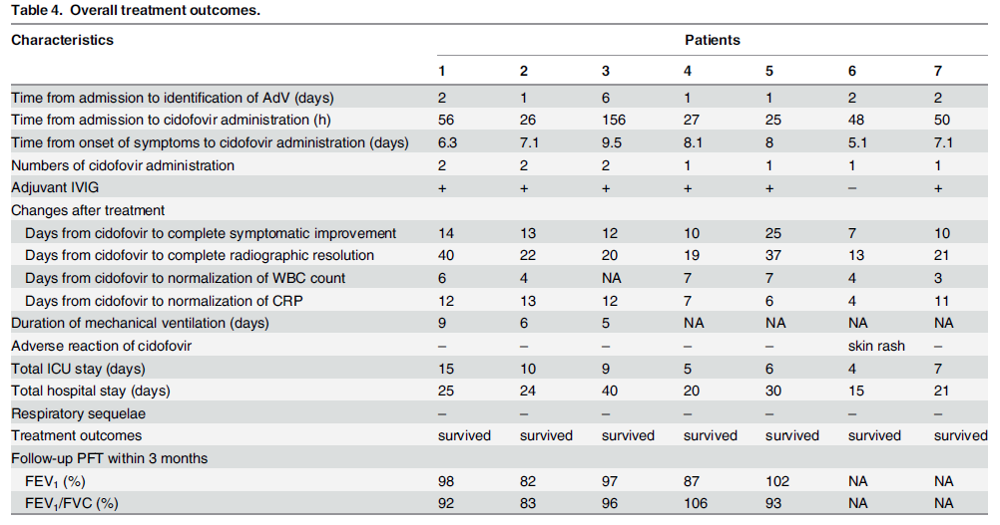 Table 4. Overall treatment outcomes.
Characteristics Patients
1 2 3 4 5 6 7
Time from admission to identification of AdV (days) 2 1 6 1 1 2 2
Time from admission to cidofovir administration (h) 56 26 156 27 25 48 50
Time from onset of symptoms to cidofovir administration (days) 6.3 7.1 9.5 8.1 8 5.1 7.1
Numbers of cidofovir administration 2 2 2 1 1 1 1
Adjuvant IVIG + + + + + – +
Changes after treatment
Days from cidofovir to complete symptomatic improvement 14 13 12 10 25 7 10
Days from cidofovir to complete radiographic resolution 40 22 20 19 37 13 21
Days from cidofovir to normalization of WBC count 6 4 NA 7 7 4 3
Days from cidofovir to normalization of CRP 12 13 12 7 6 4 11
Duration of mechanical ventilation (days) 9 6 5 NA NA NA NA
Adverse reaction of cidofovir – – – – – skin rash –
Total ICU stay (days) 15 10 9 5 6 4 7
Total hospital stay (days) 25 24 40 20 30 15 21
Respiratory sequelae – – – – – – –
Treatment outcomes survived survived survived survived survived survived survived
Follow-up PFT within 3 months
FEV₁ (%) 98 82 97 87 102 NA NA
FEV₁/FVC (%) 92 83 96 106 93 NA NA